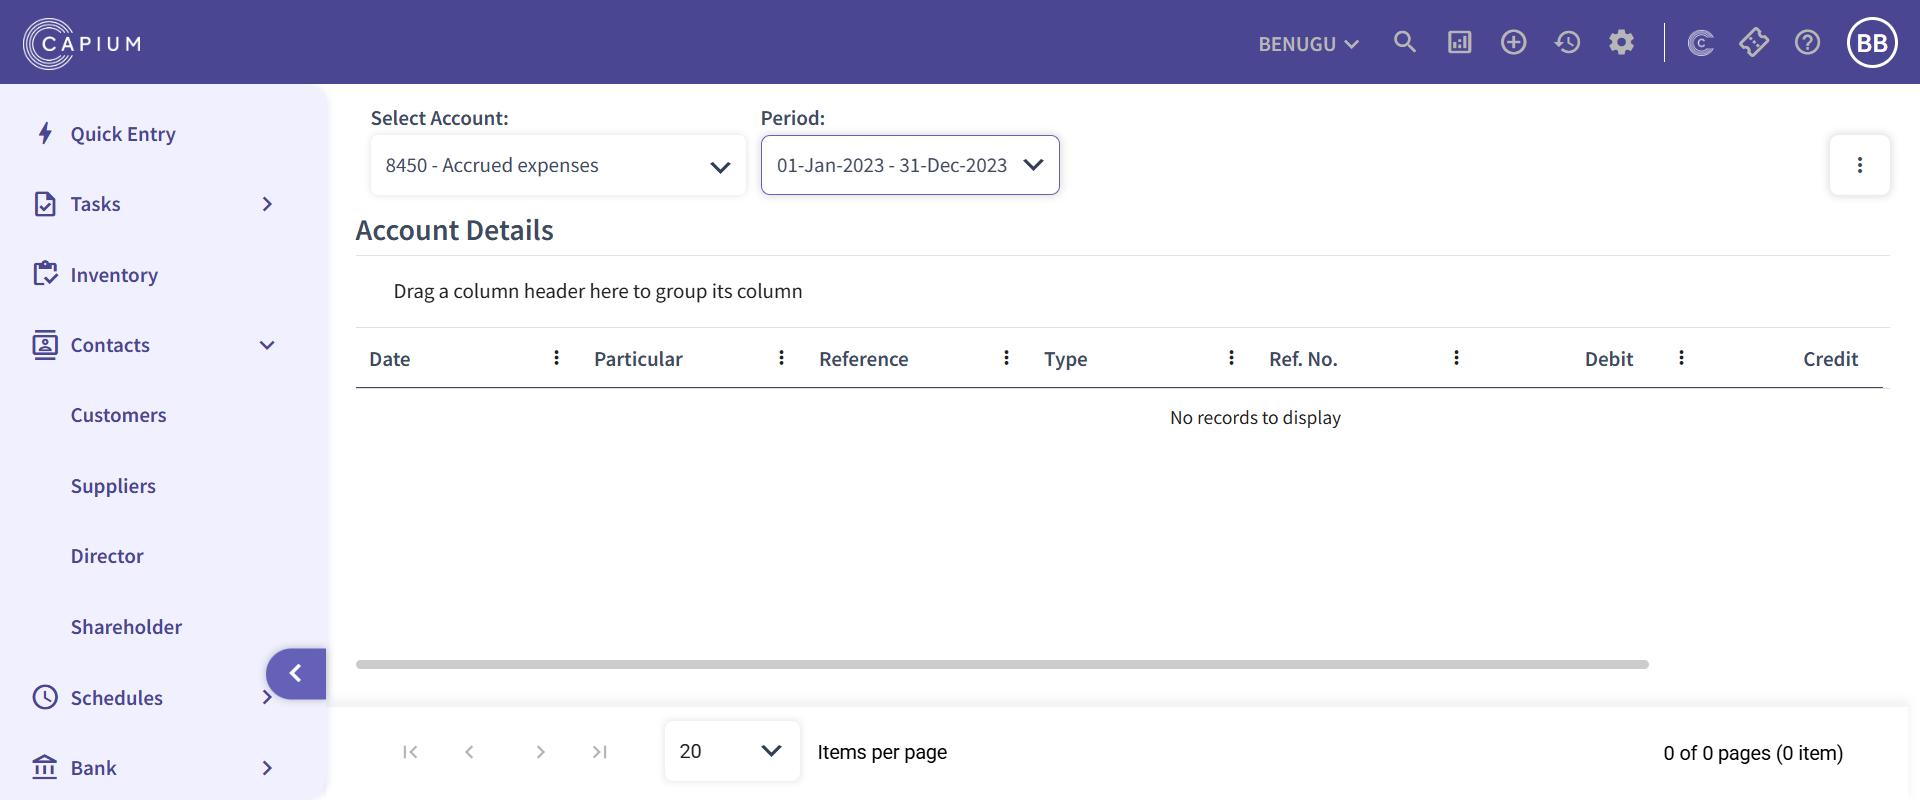 CAPIUM
BENUGU
BB
Quick Entry
Tasks
Inventory
Contacts
Customers
Suppliers
Director
Shareholder
Schedules
Bank
Select Account:
8450 - Accrued expenses
Period:
01-Jan-2023 - 31-Dec-2023
Account Details
Drag a column header here to group its column
Date Particular Reference Type Ref. No. Debit Credit
No records to display
20 Items per page
0 of 0 pages (0 item)